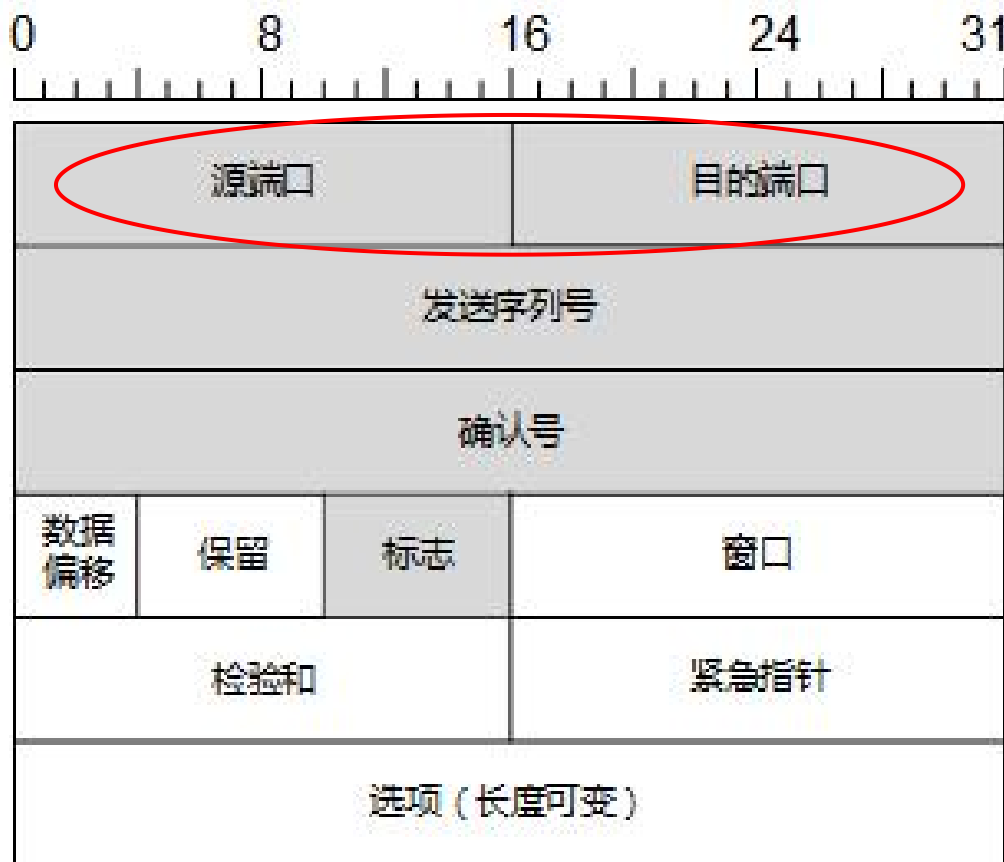 0 8 16 24 31
源端口 目的端口
发送序列号
确认号
数据
偏移 保留 标志 窗口
检验和 紧急指针
选项（长度可变）